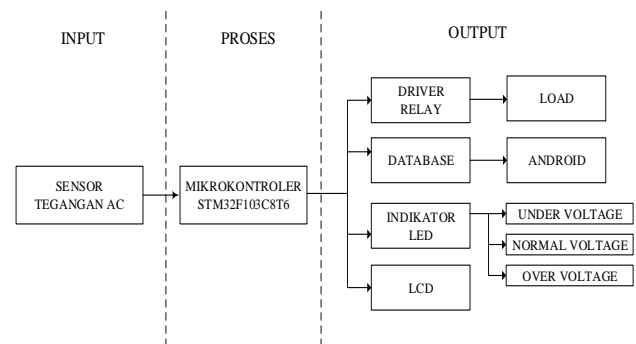 INPUT
PROSES
OUTPUT
SENSOR
TEGANGAN AC
MIKROKONTROLER
STM32F103C8T6
DRIVER
RELAY
LOAD
DATABASE
ANDROID
INDIKATOR
LED
UNDER VOLTAGE
NORMAL VOLTAGE
OVER VOLTAGE
LCD